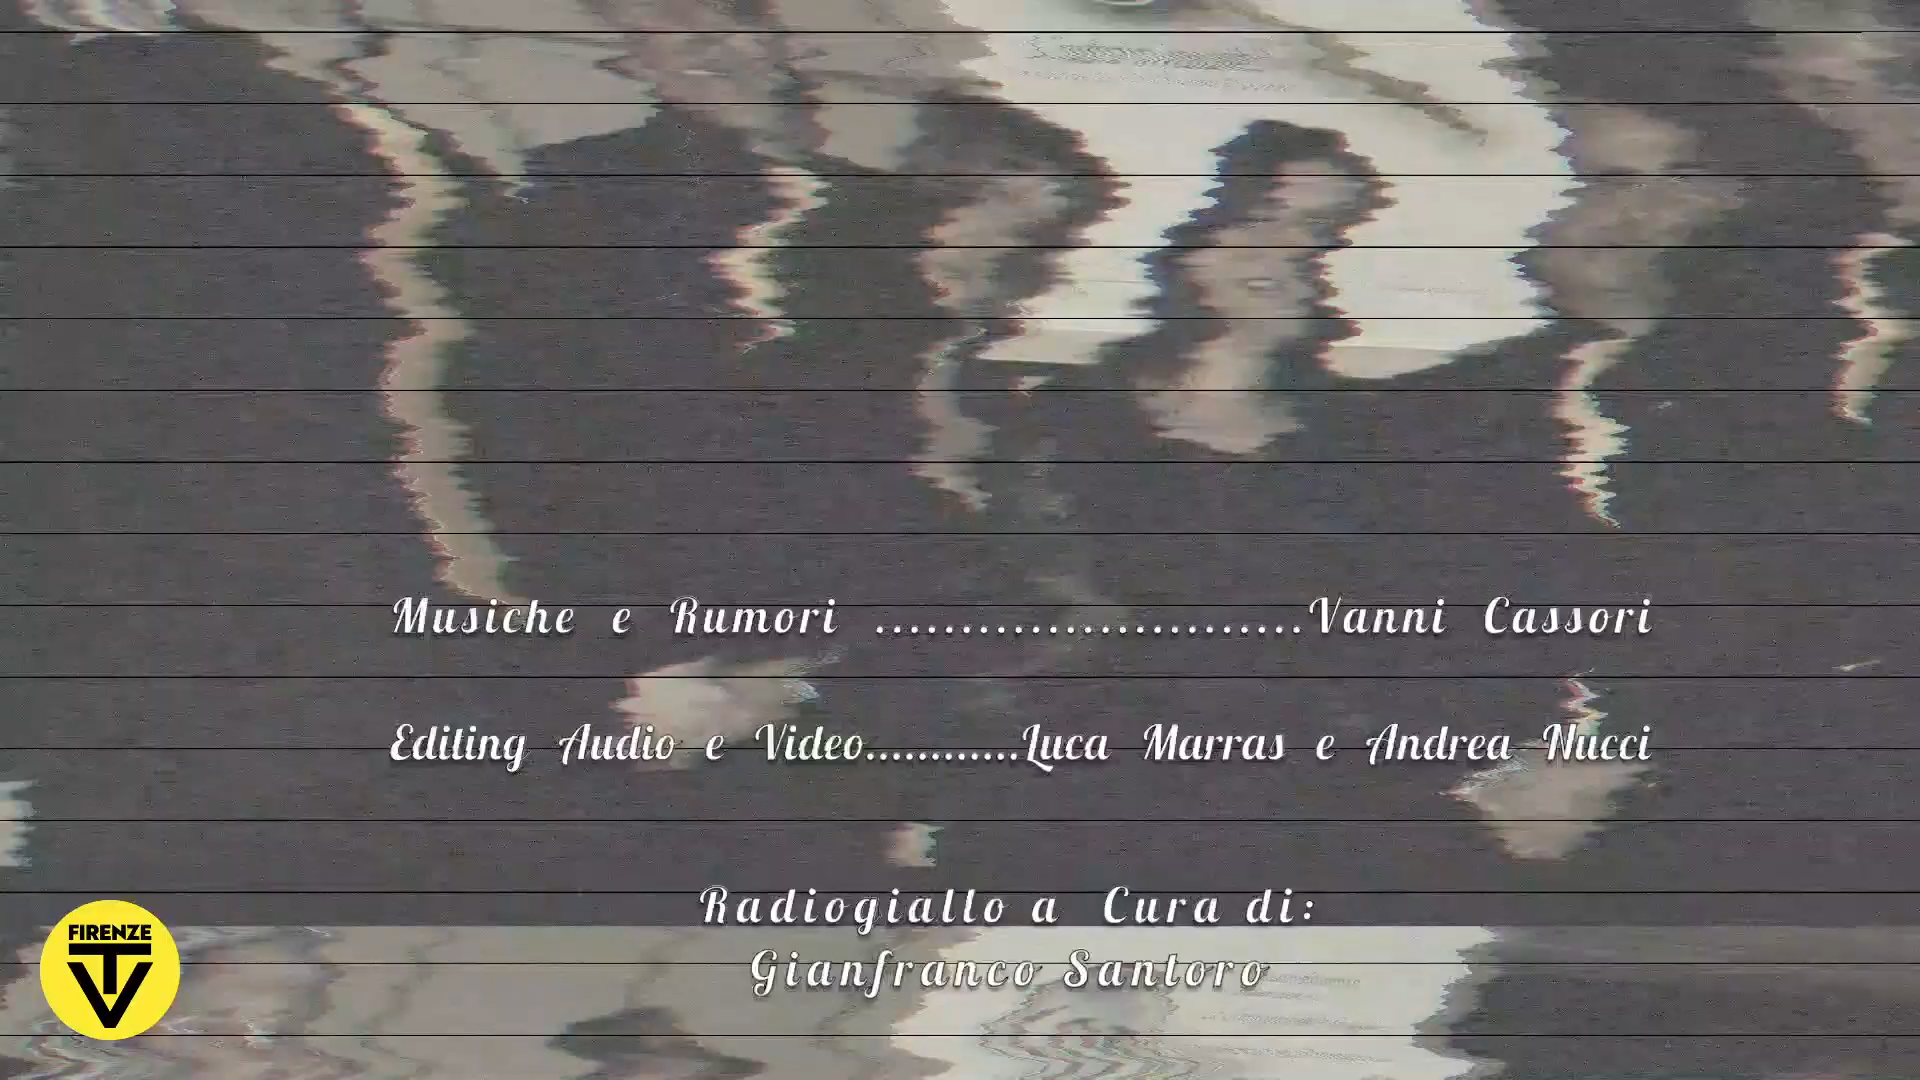 Musiche e Rumori .........................Vanni Cassori
Editing Audio e Video............Luca Marras e Andrea Nucci
Radiogiallo a Cura di:
Gianfranco Santoro
FIRENZE
TV